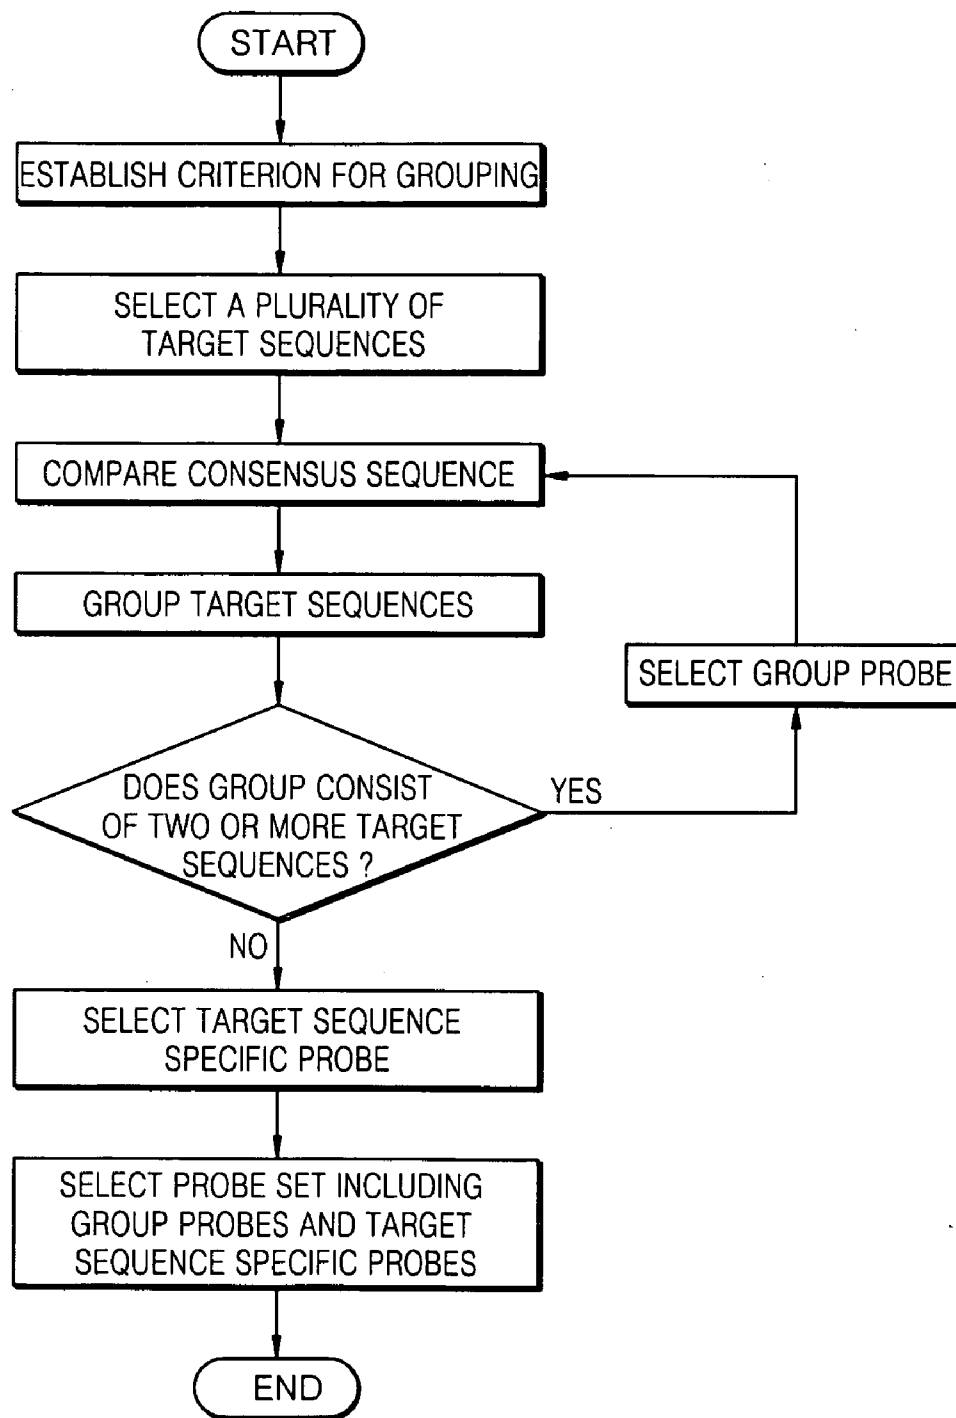 START
ESTABLISH CRITERION FOR GROUPING
SELECT A PLURALITY OF
TARGET SEQUENCES
COMPARE CONSENSUS SEQUENCE
GROUP TARGET SEQUENCES
SELECT GROUP PROBE
DOES GROUP CONSIST
OF TWO OR MORE TARGET
SEQUENCES ?
YES
NO
SELECT TARGET SEQUENCE
SPECIFIC PROBE
SELECT PROBE SET INCLUDING
GROUP PROBES AND TARGET
SEQUENCE SPECIFIC PROBES
END